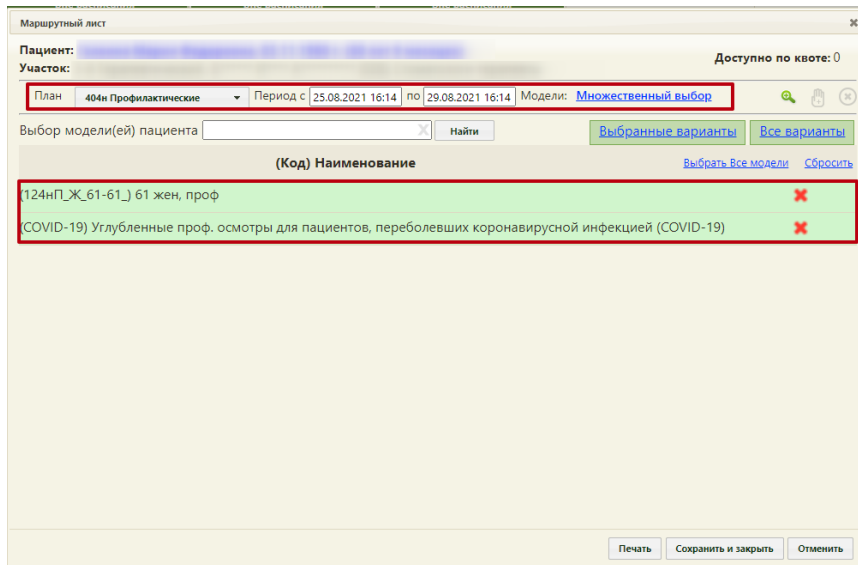 Маршрутный лист
Пациент:
Участок:
Доступно по квоте: 0
План 404н Профилактические Период с 25.08.2021 16:14 по 29.08.2021 16:14 Модели: Множественный выбор
Выбор модели(ей) пациента X Найти Выбранные варианты Все варианты
(Код) Наименование Выбрать Все модели Сбросить
(124нП_Ж_61-61_) 61 жен, проф
(COVID-19) Углубленные проф. осмотры для пациентов, переболевших коронавирусной инфекцией (COVID-19)
Печать Сохранить и закрыть Отменить